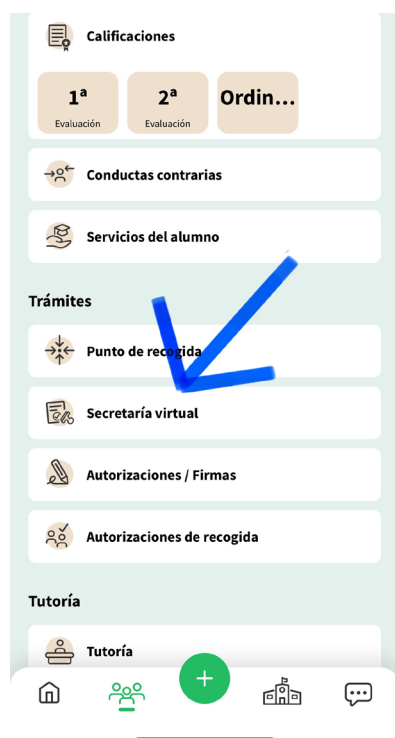 Calificaciones
1ª
2ª
Ordin...
Evaluación
Evaluación
Conductas contrarias
Servicios del alumno
Trámites
Punto de recogida
Secretaría virtual
Autorizaciones / Firmas
Autorizaciones de recogida
Tutoría
Tutoría